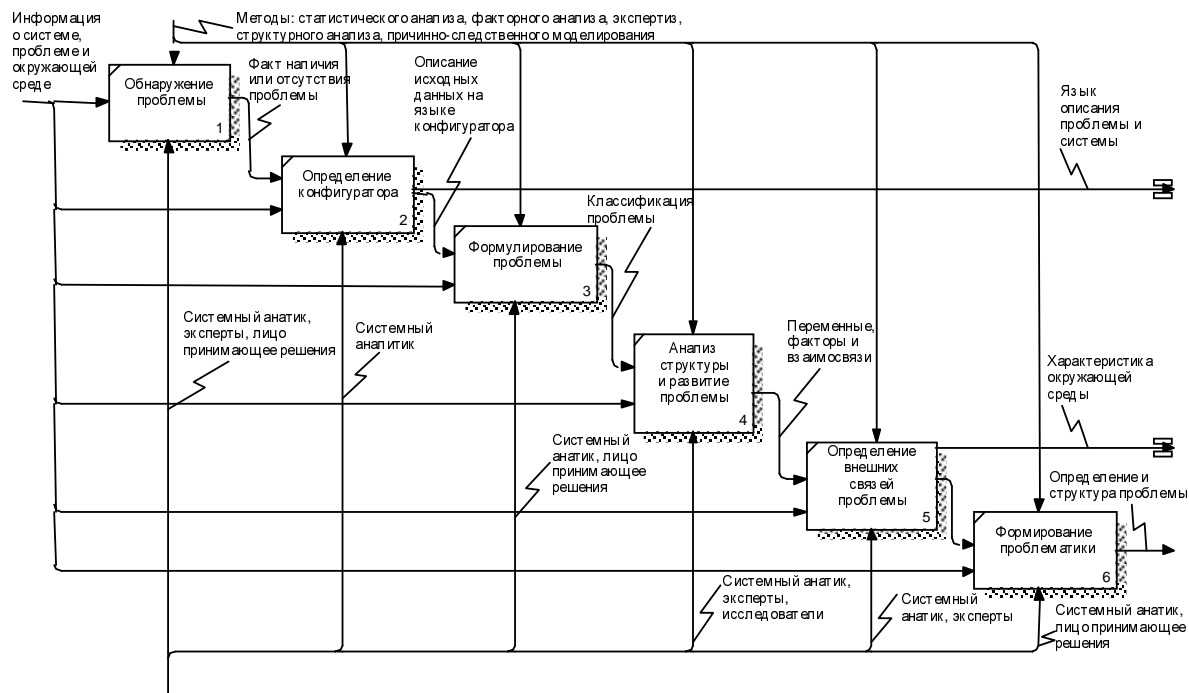 Информация
о системе,
проблеме и
окружающей
среде
Методы: статистического анализа, факторного анализа, экспертиз,
структурного анализа, причинно-следственного моделирования
Обнаружение
проблемы
1
Факт наличия
или отсутствия
проблемы
Описание
исходных
данных на
языке
конфигуратора
Язык
описания
проблемы и
системы
Определение
конфигуратора
2
Классификация
проблемы
Формулирование
проблемы
3
Системный анатик,
эксперты, лицо
принимающее решения
Системный
аналитик
Переменные,
факторы и
взаимосвязи
Анализ
структуры
и развитие
проблемы
4
Характеристика
окружающей
среды
Системный
анатик, лицо
принимающее
решения
Определение
внешних
связей
проблемы
5
Определение и
структура проблемы
Формирование
проблематики
6
Системный анатик,
эксперты,
исследователи
Системный
анатик, эксперты
Системный анатик,
лицо принимающее
решения